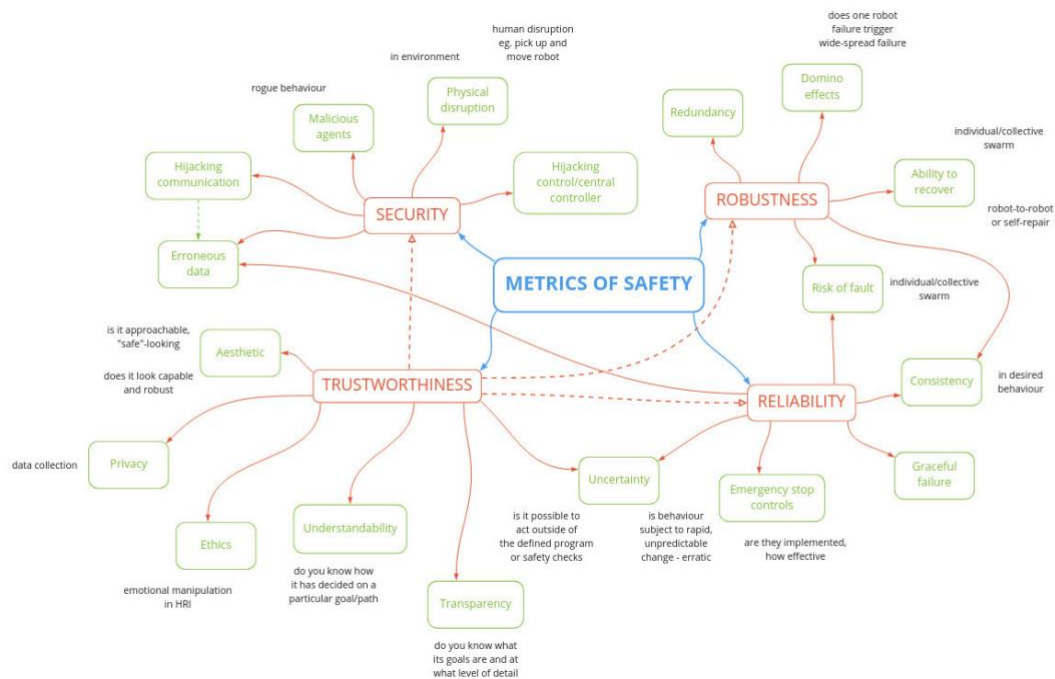 does one robot
failure trigger
wide-spread failure
human disruption
eg. pick up and
move robot
in environment
rogue behaviour
Physical
disruption
Domino
effects
Redundancy
Malicious
agents
individual/collective
swarm
Hijacking
communication
Hijacking
control/central
controller
Ability to
recover
SECURITY
ROBUSTNESS
robot-to-robot
or self-repair
Erroneous
data
METRICS OF SAFETY
Risk of fault
individual/collective
swarm
is it approachable,
"safe"-looking
Aesthetic
does it look capable
and robust
TRUSTWORTHINESS
RELIABILITY
Consistency
in desired
behaviour
data collection
Privacy
Uncertainty
Emergency stop
controls
Graceful
failure
Understandability
Ethics
is it possible to
act outside of
the defined program
or safety checks
is behaviour
subject to rapid,
unpredictable
change - erratic
are they implemented,
how effective
emotional manipulation
in HRI
do you know how
it has decided on a
particular goal/path
Transparency
do you know what
its goals are and at
what level of detail